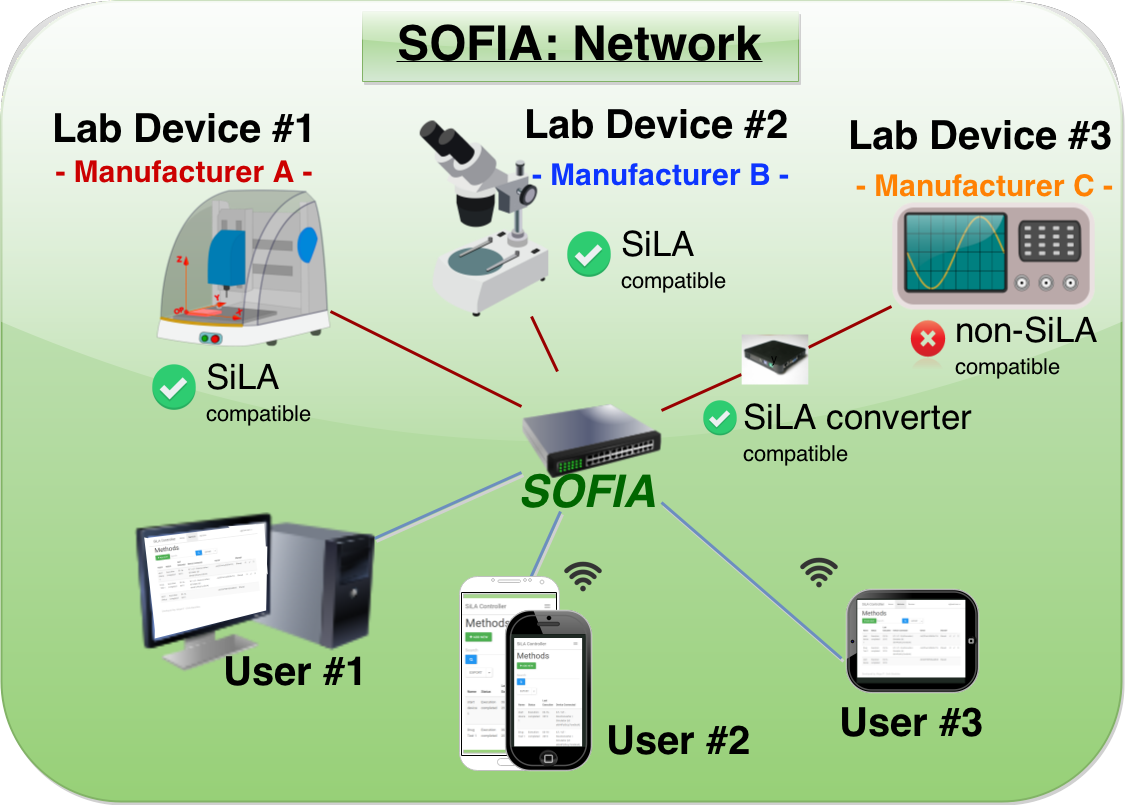 SOFIA: Network
Lab Device #1
- Manufacturer A -
Lab Device #2
- Manufacturer B -
Lab Device #3
- Manufacturer C -
SiLA
compatible
SiLA
compatible
non-SiLA
compatible
SiLA converter
compatible
Z
Y
X
SOFIA
Methods
User #1
SiLA Controller
Methods
SiLA Controller
Methods
User #2
Methods
User #3